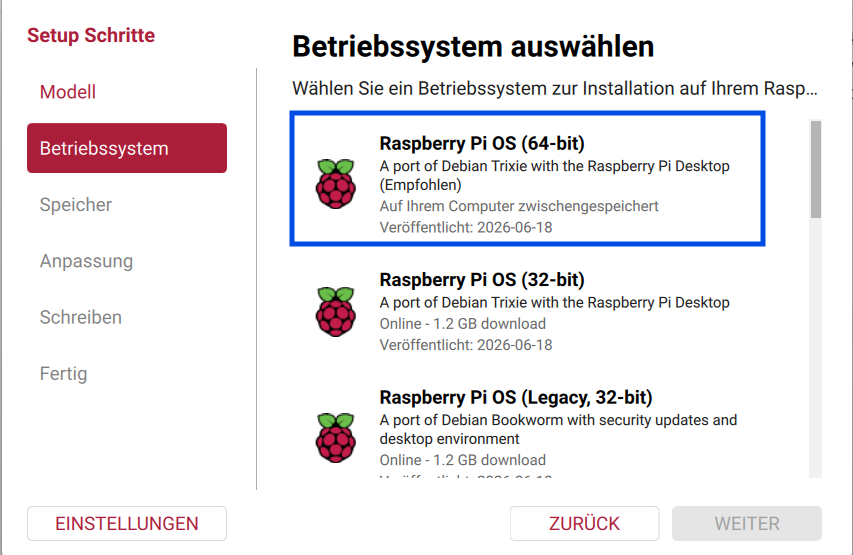 Setup Schritte
Modell
Betriebssystem
Speicher
Anpassung
Schreiben
Fertig
EINSTELLUNGEN
Betriebssystem auswählen
Wählen Sie ein Betriebssystem zur Installation auf Ihrem Rasp...
Raspberry Pi OS (64-bit)
A port of Debian Trixie with the Raspberry Pi Desktop
(Empfohlen)
Auf Ihrem Computer zwischengespeichert
Veröffentlicht: 2026-06-18
Raspberry Pi OS (32-bit)
A port of Debian Trixie with the Raspberry Pi Desktop
Online - 1.2 GB download
Veröffentlicht: 2026-06-18
Raspberry Pi OS (Legacy, 32-bit)
A port of Debian Bookworm with security updates and
desktop environment
Online - 1.2 GB download
ZURÜCK
WEITER